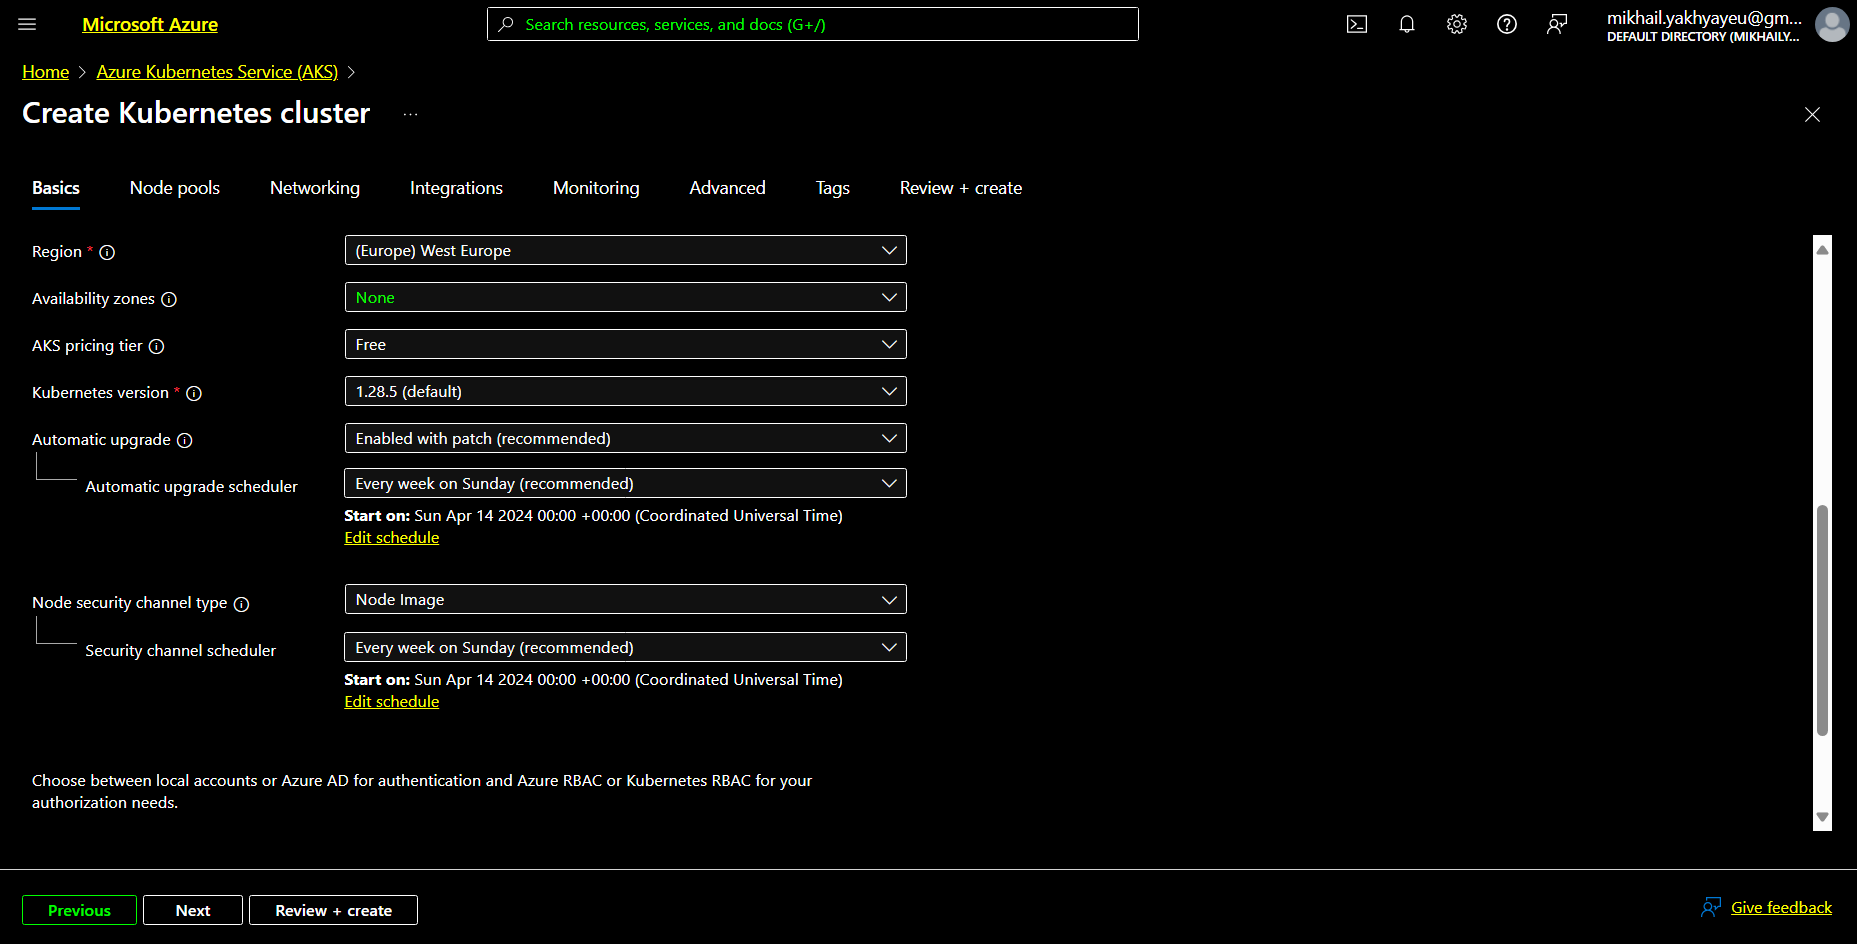 Microsoft Azure
Search resources, services, and docs (G+/)
mikhail.yakhyayeu@gm...
DEFAULT DIRECTORY (MIKHAILY...
Home > Azure Kubernetes Service (AKS) >
Create Kubernetes cluster ...
Basics Node pools Networking Integrations Monitoring Advanced Tags Review + create
Region *
(Europe) West Europe
Availability zones
None
AKS pricing tier
Free
Kubernetes version *
1.28.5 (default)
Automatic upgrade
Enabled with patch (recommended)
Automatic upgrade scheduler
Every week on Sunday (recommended)
Start on: Sun Apr 14 2024 00:00 +00:00 (Coordinated Universal Time)
Edit schedule
Node security channel type
Node Image
Security channel scheduler
Every week on Sunday (recommended)
Start on: Sun Apr 14 2024 00:00 +00:00 (Coordinated Universal Time)
Edit schedule
Choose between local accounts or Azure AD for authentication and Azure RBAC or Kubernetes RBAC for your
authorization needs.
Previous Next Review + create
Give feedback